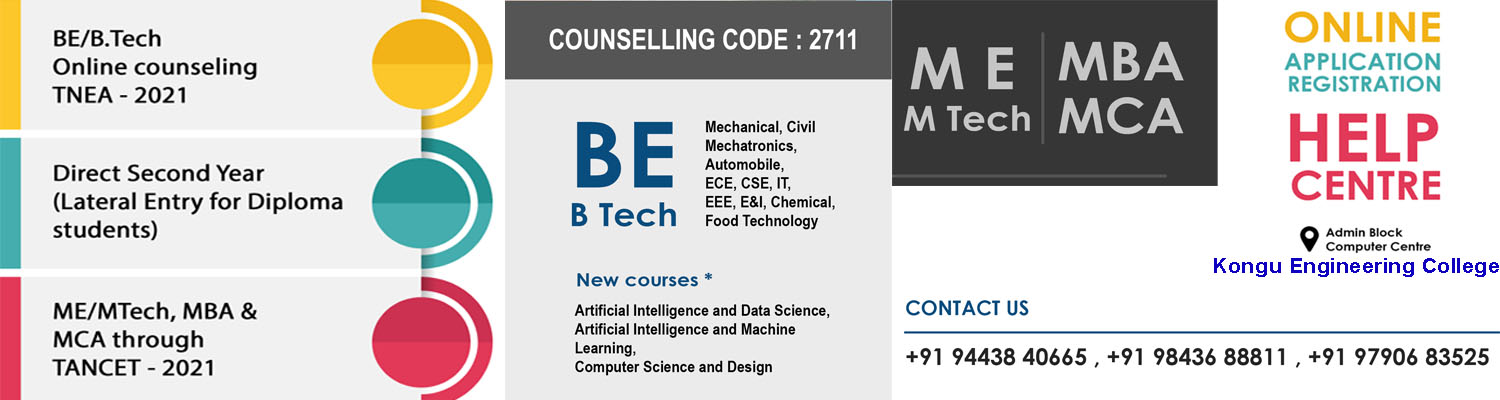 BE/B.Tech
Online counseling
TNEA - 2021
Direct Second Year
(Lateral Entry for Diploma
students)
ME/MTech, MBA &
MCA through
TANCET - 2021
COUNSELLING CODE : 2711
BE
B Tech
Mechanical, Civil
Mechatronics,
Automobile,
ECE, CSE, IT,
EEE, E&I, Chemical,
Food Technology
New courses *
Artificial Intelligence and Data Science,
Artificial Intelligence and Machine
Learning,
Computer Science and Design
M E
M Tech
MBA
MCA
ONLINE
APPLICATION
REGISTRATION
HELP
CENTRE
Admin Block
Computer Centre
Kongu Engineering College
CONTACT US
+91 94438 40665 , +91 98436 88811 , +91 97906 83525